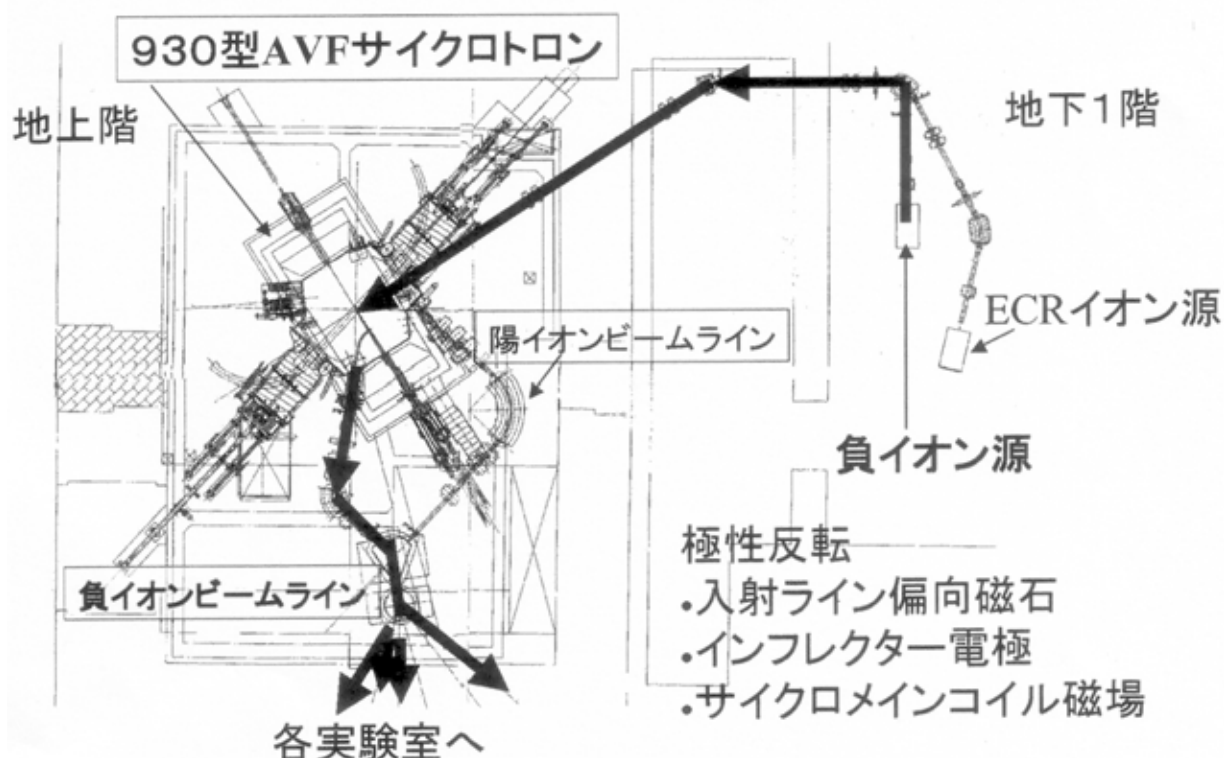 930型AVFサイクロトロン
地上階
地下1階
ECRイオン源
陽イオンビームライン
負イオン源
極性反転
•入射ライン偏向磁石
•インフレクター電極
•サイクロメインコイル磁場
負イオンビームライン
各実験室へ